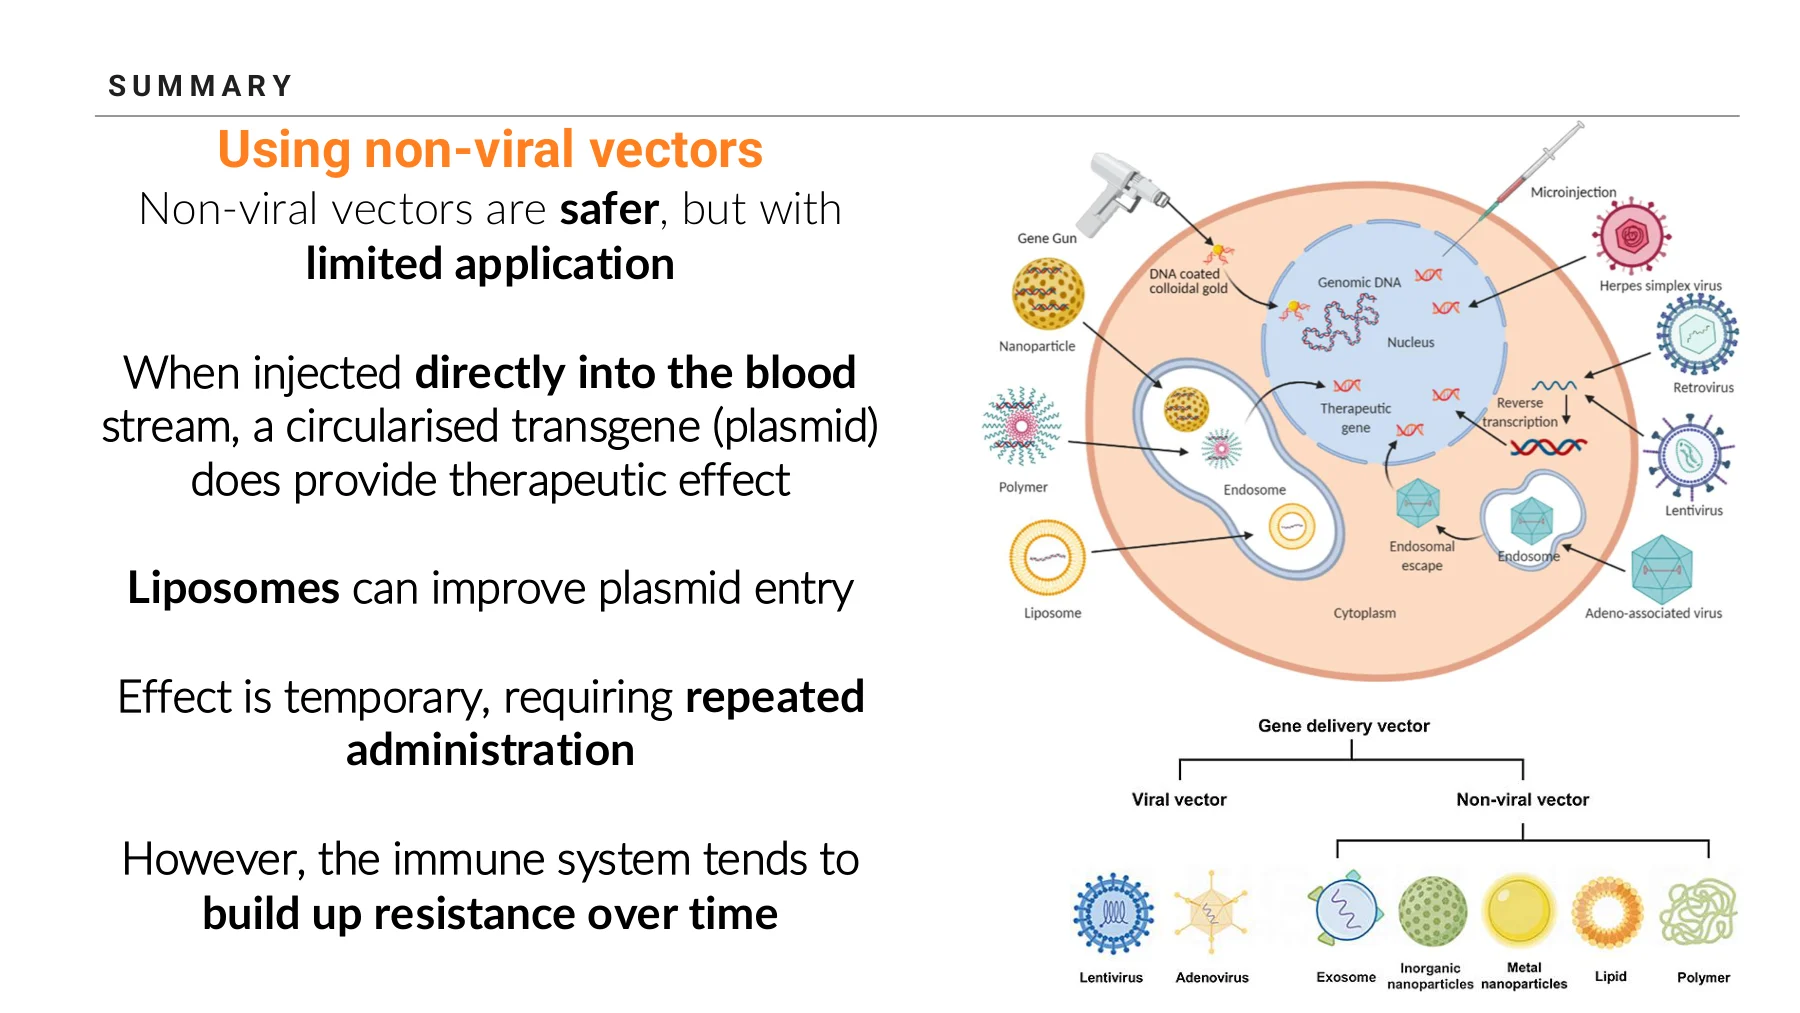 SUMMARY
Using non-viral vectors
Non-viral vectors are safer, but with
limited application
When injected directly into the blood
stream, a circularised transgene (plasmid)
does provide therapeutic effect
Liposomes can improve plasmid entry
Effect is temporary, requiring repeated
administration
However, the immune system tends to
build up resistance over time
Microinjection
Gene Gun
DNA coated
colloidal gold
Genomic DNA
Herpes simplex virus
Nanoparticle
Nucleus
Retrovirus
Therapeutic
gene
Reverse
transcription
Polymer
Endosome
Lentivirus
Endosomal
escape
Endosome
Liposome
Cytoplasm
Adeno-associated virus
Gene delivery vector
Viral vector
Non-viral vector
Lentivirus
Adenovirus
Exosome
Inorganic
nanoparticles
Metal
nanoparticles
Lipid
Polymer